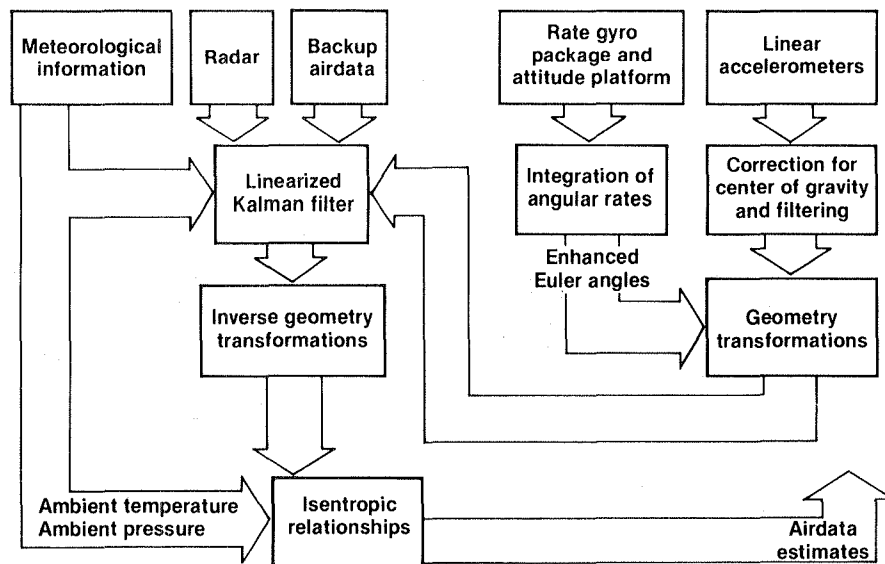 Meteorological
information
Radar
Backup
airdata
Rate gyro
package and
attitude platform
Linear
accelerometers
Linearized
Kalman filter
Integration of
angular rates
Correction for
center of gravity
and filtering
Enhanced
Euler angles
Inverse geometry
transformations
Geometry
transformations
Ambient temperature
Ambient pressure
Isentropic
relationships
Airdata
estimates